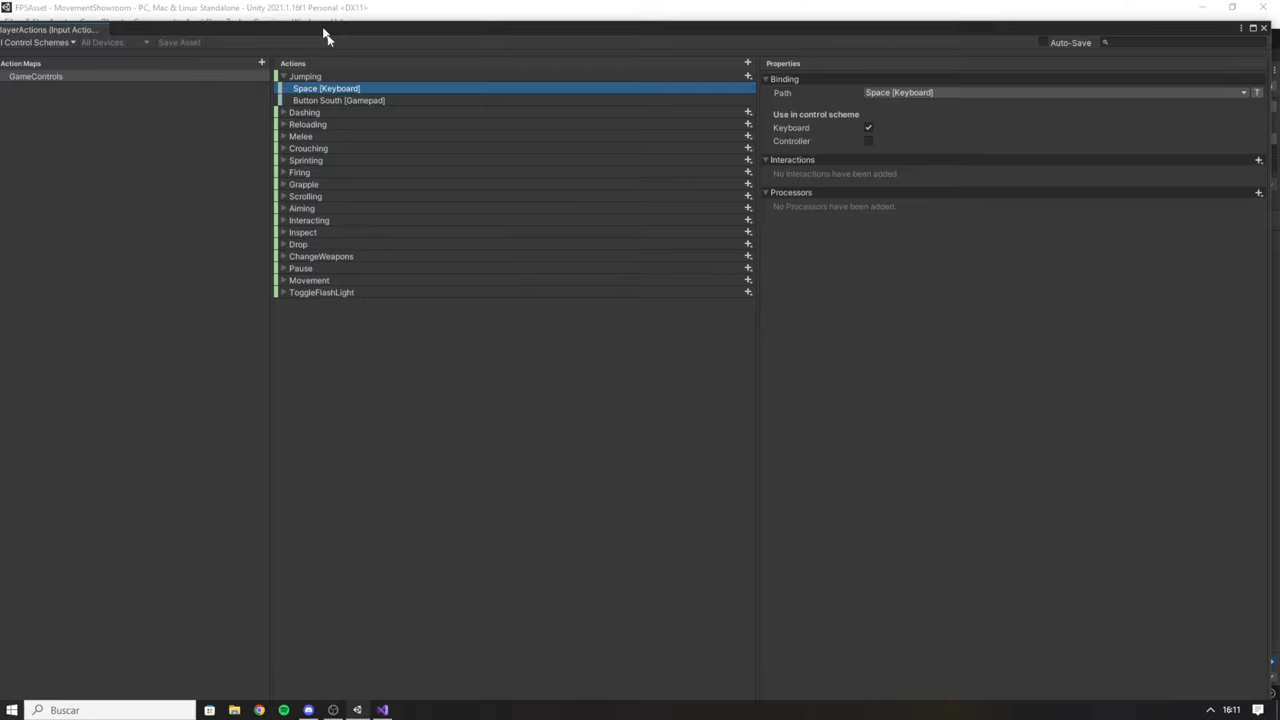 FPSAsset - MovementShowroom - PC, Mac & Linux Standalone - Unity 2021.1.16f1 Personal <DX11>
layerActions (Input Actio...
l Control Schemes All Devices Save Asset Auto-Save
Action Maps
GameControls
Actions
Jumping
Space [Keyboard]
Button South [Gamepad]
Dashing
Reloading
Melee
Crouching
Sprinting
Firing
Grapple
Scrolling
Aiming
Interacting
Inspect
Drop
ChangeWeapons
Pause
Movement
ToggleFlashLight
Properties
Binding
Path Space [Keyboard] T
Use in control scheme
Keyboard
Controller
Interactions
No Interactions have been added.
Processors
No Processors have been added.
Buscar
16:11